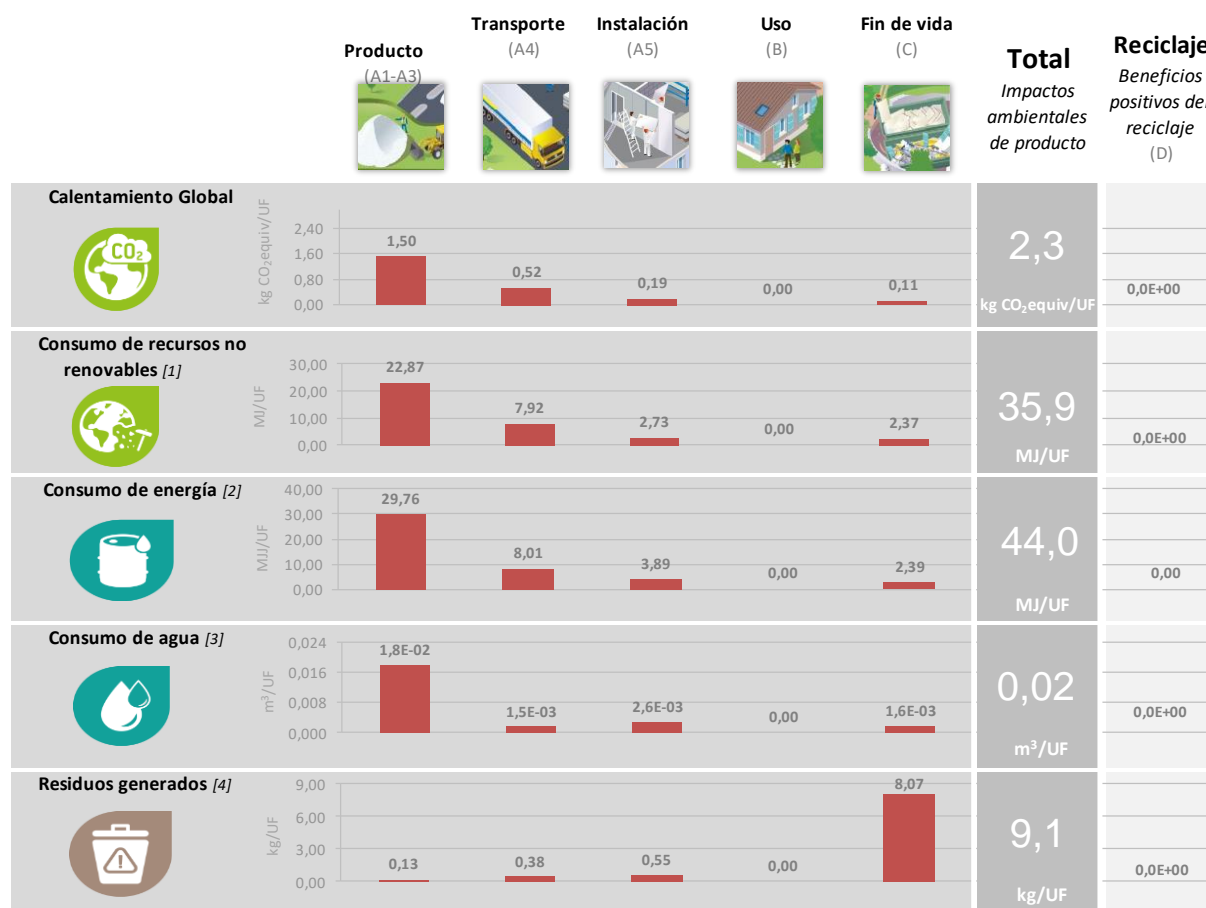 Producto
(A1-A3)
Transporte
(A4)
Instalación
(A5)
Uso
(B)
Fin de vida
(C)
Total
Impactos
ambientales
de producto
Reciclaje
Beneficios
positivos del
reciclaje
(D)
Calentamiento Global
CO2
kg CO2equiv/UF
2,40
1,60
0,80
0,00
1,50
0,52
0,19
0,00
0,11
2,3
kg CO2equiv/UF
0,0E+00
Consumo de recursos no
renovables [1]
MJ/UF
30,00
20,00
10,00
0,00
22,87
7,92
2,73
0,00
2,37
35,9
MJ/UF
0,0E+00
Consumo de energía [2]
MJJ/UF
40,00
30,00
20,00
10,00
0,00
29,76
8,01
3,89
0,00
2,39
44,0
MJ/UF
0,00
Consumo de agua [3]
m3/UF
0,024
0,016
0,008
0,000
1,8E-02
1,5E-03
2,6E-03
0,00
1,6E-03
0,02
m3/UF
0,0E+00
Residuos generados [4]
kg/UF
9,00
6,00
3,00
0,00
0,13
0,38
0,55
0,00
8,07
9,1
kg/UF
0,0E+00